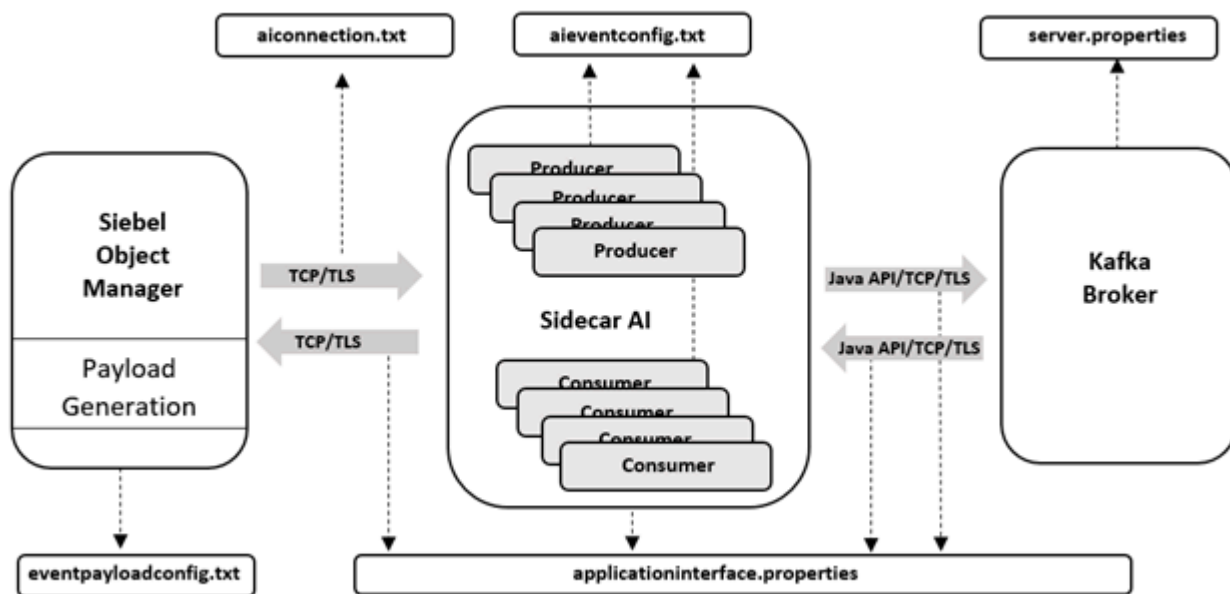 aiconnection.txt
aieventconfig.txt
server.properties
Siebel
Object
Manager
Payload
Generation
TCP/TLS
TCP/TLS
Producer
Producer
Producer
Producer
Sidecar AI
Consumer
Consumer
Consumer
Consumer
Java API/TCP/TLS
Java API/TCP/TLS
Kafka
Broker
eventpayloadconfig.txt
applicationinterface.properties